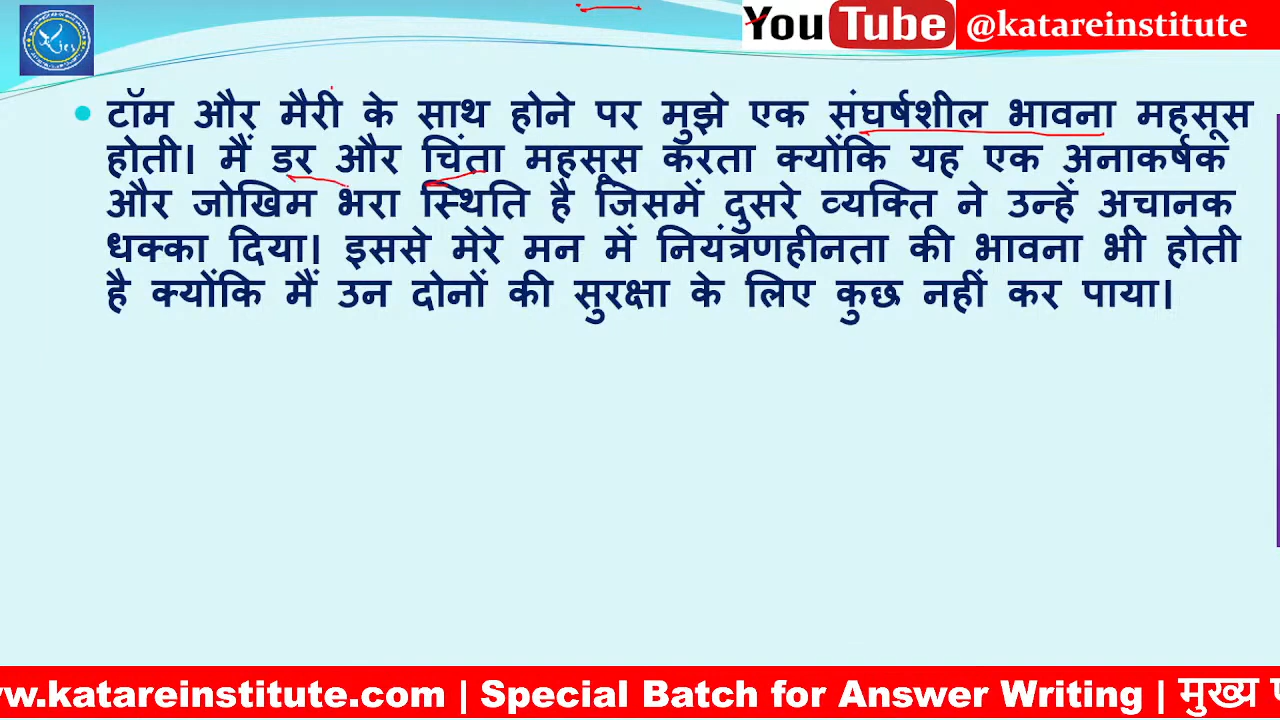 YouTube @katareinstitute
टॉम और मैरी के साथ होने पर मुझे एक संघर्षशील भावना महसूस
होती। मैं डर और चिंता महसूस करता क्योंकि यह एक अनाकर्षक
और जोखिम भरा स्थिति है जिसमें दुसरे व्यक्ति ने उन्हें अचानक
धक्का दिया। इससे मेरे मन में नियंत्रणहीनता की भावना भी होती
है क्योंकि मैं उन दोनों की सुरक्षा के लिए कुछ नहीं कर पाया।
w.katareinstitute.com | Special Batch for Answer Writing | मुख्य